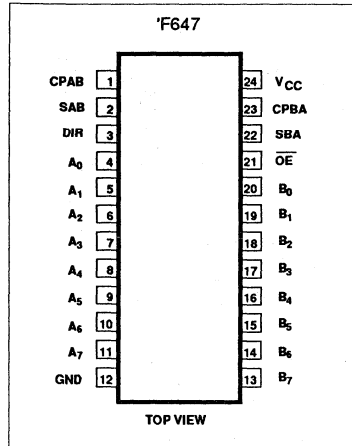 'F647
CPAB 1 24 VCC
SAB 2 23 CPBA
DIR 3 22 SBA
A0 4 21 OE
A1 5 20 B0
A2 6 19 B1
A3 7 18 B2
A4 8 17 B3
A5 9 16 B4
A6 10 15 B5
A7 11 14 B6
GND 12 13 B7
TOP VIEW